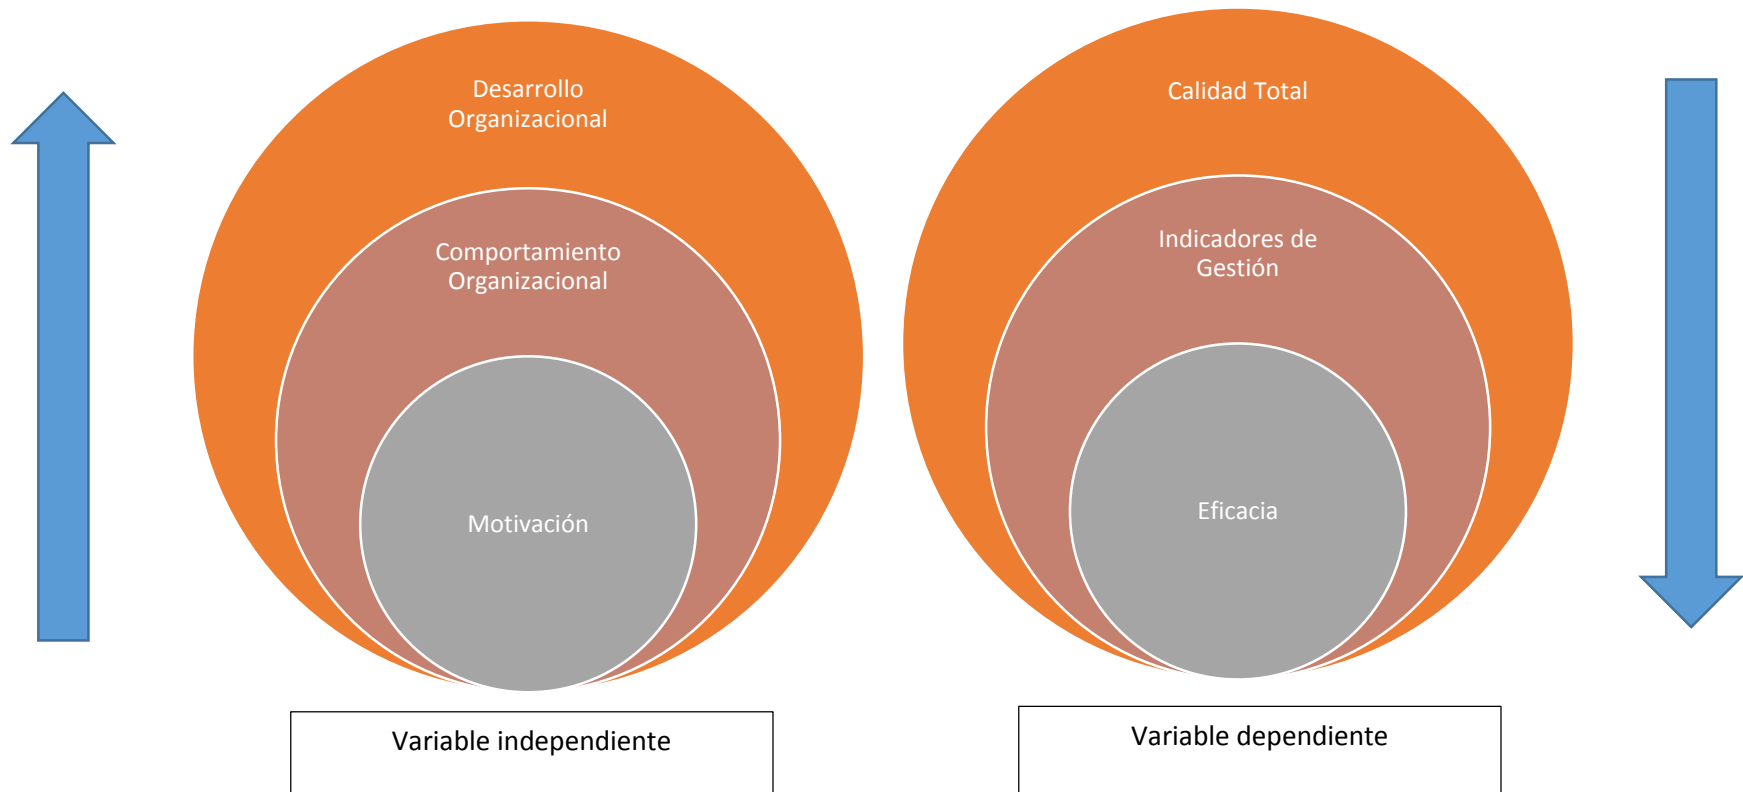 Desarrollo
Organizacional
Comportamiento
Organizacional
Motivación
Variable independiente
Calidad Total
Indicadores de
Gestión
Eficacia
Variable dependiente